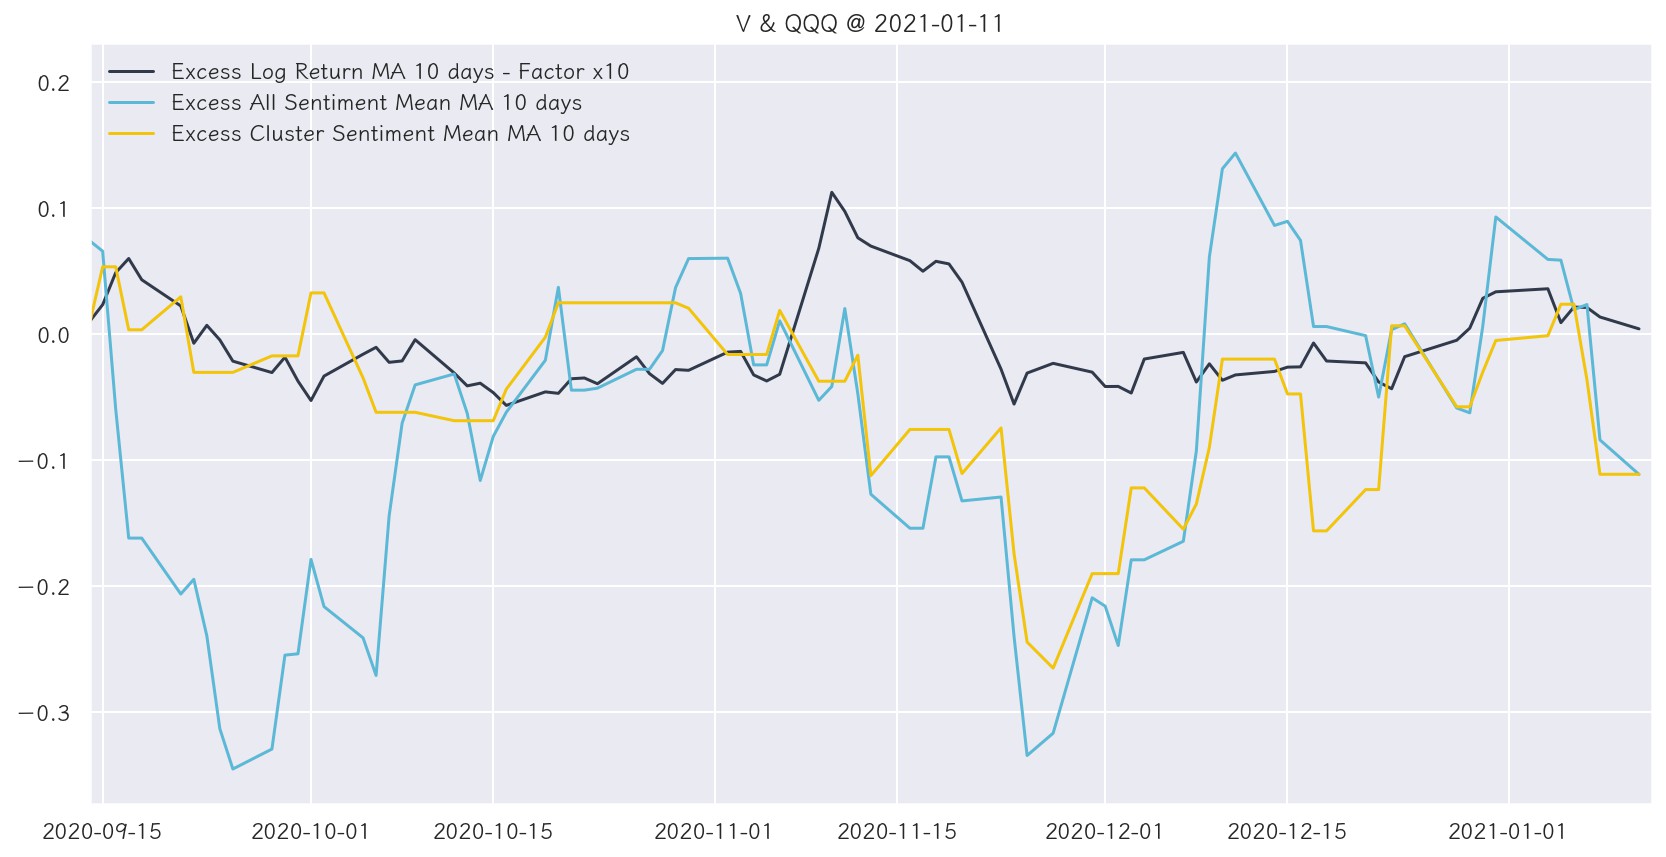 V & QQQ @ 2021-01-11
Excess Log Return MA 10 days - Factor x10
Excess All Sentiment Mean MA 10 days
Excess Cluster Sentiment Mean MA 10 days
0.2
0.1
0.0
−0.1
−0.2
−0.3
2020-09-15 2020-10-01 2020-10-15 2020-11-01 2020-11-15 2020-12-01 2020-12-15 2021-01-01